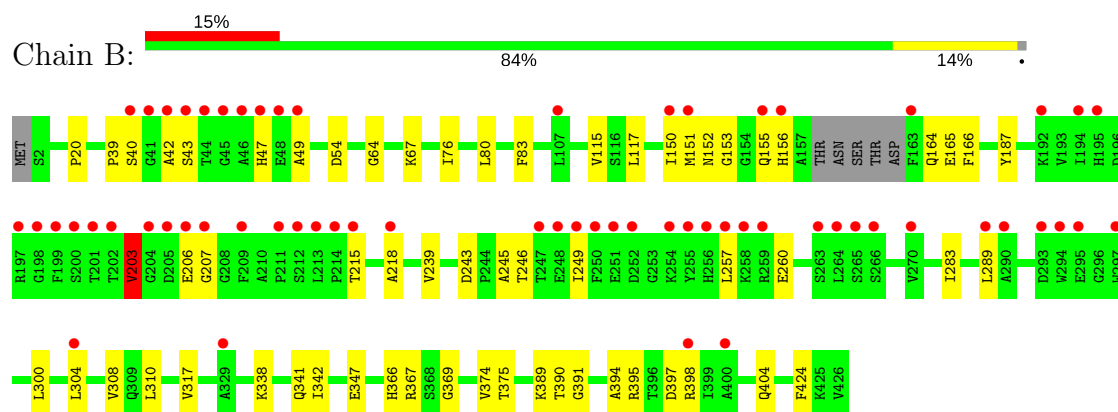 15%
Chain B:
84%
14%
MET S2 P20 P39 S40 G41 A42 S43 T44 G45 A46 H47 E48 A49 D54 G64 K67 I76 L80 F83 L107 V115 S116 L117 I150 M151 N152 G153 G154 Q155 H156 A157 THR ASN SER THR ASP F163 Q164 E165 F166 Y187 K192 V193 I194 H195 D196
R197 G198 F199 S200 T201 T202 V203 G204 D205 E206 G207 G208 F209 A210 P211 S212 L213 P214 T215 A218 V239 D243 P244 A245 T246 T247 E248 I249 F250 E251 D252 G253 K254 Y255 H256 L257 K258 R259 E260 S263 L264 S265 S266 V270 I283 L289 A290 D293 W294 E295 G296
L300 L304 V308 Q309 L310 V317 A329 K338 Q341 I342 E347 H366 R367 S368 G369 V374 T375 K389 T390 G391 A394 R395 T396 D397 R398 I399 A400 Q404 F424 K425 V426